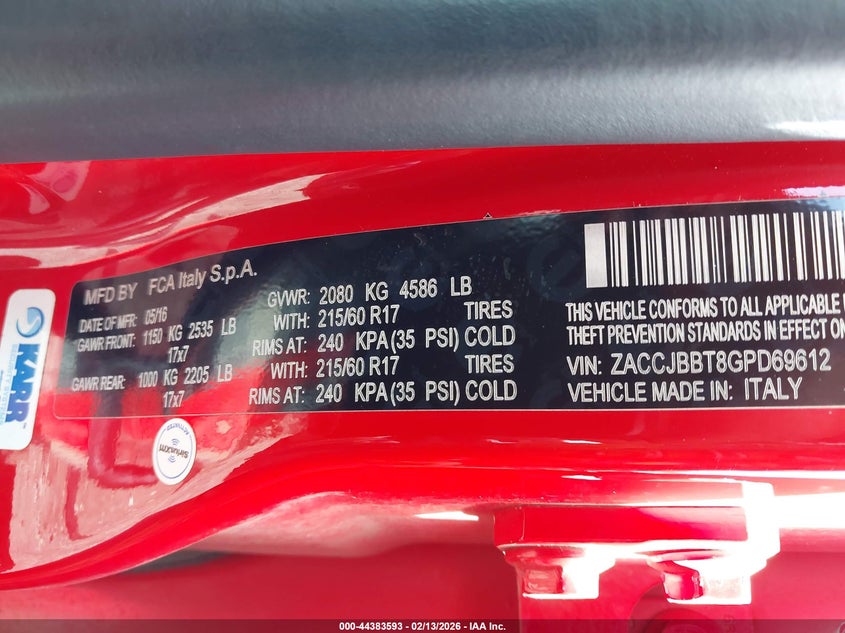 MFD BY FCA Italy S.p.A.
DATE OF MFR: 05/16
GVWR: 2080 KG 4586 LB
GAWR FRONT: 1150 KG 2535 LB
WITH: 215/60 R17 TIRES
17x7
RIMS AT: 240 KPA(35 PSI) COLD
GAWR REAR: 1000 KG 2205 LB
WITH: 215/60 R17 TIRES
17x7
RIMS AT: 240 KPA(35 PSI) COLD
THIS VEHICLE CONFORMS TO ALL APPLICABLE
THEFT PREVENTION STANDARDS IN EFFECT ON
VIN: ZACCJBBT8GPD69612
VEHICLE MADE IN: ITALY
KARR
SiriusXM
ACTIVATED
000-44383593 - 02/13/2026 - IAA Inc.